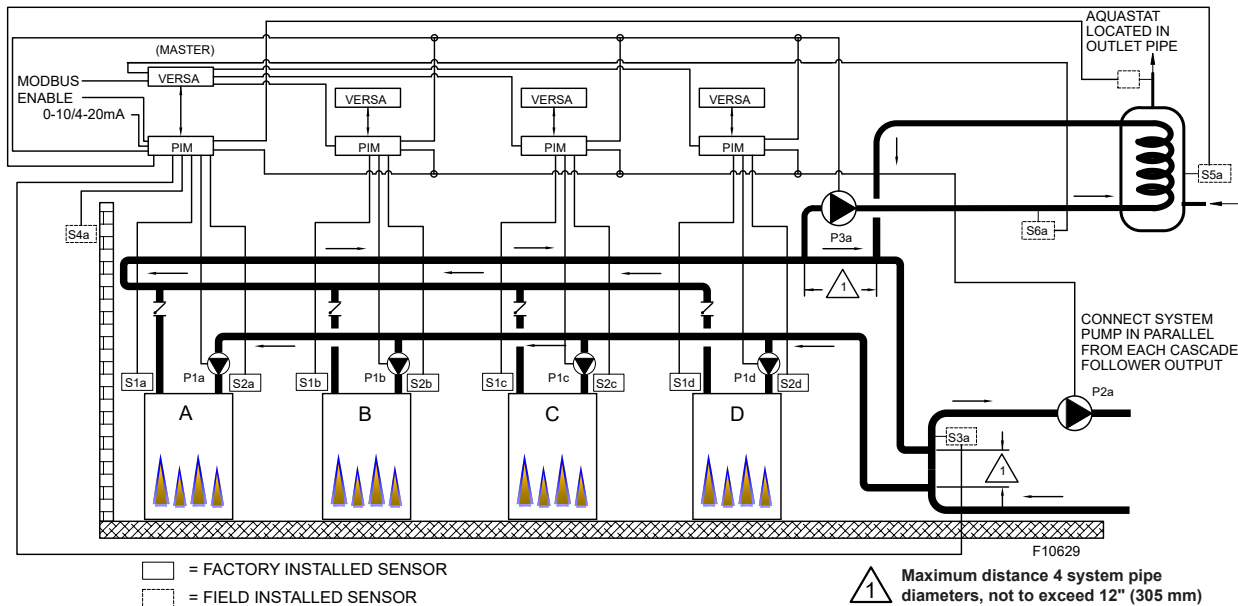 AQUASTAT
LOCATED IN
OUTLET PIPE
(MASTER)
MODBUS
VERSA
ENABLE
0-10/4-20mA
VERSA
VERSA
VERSA
PIM
PIM
PIM
PIM
S5a
S4a
S6a
P3a
1
CONNECT SYSTEM
PUMP IN PARALLEL
FROM EACH CASCADE
FOLLOWER OUTPUT
S1a
P1a
S2a
S1b
P1b
S2b
S1c
P1c
S2c
S1d
P1d
S2d
P2a
A
B
C
D
S3a
1
F10629
= FACTORY INSTALLED SENSOR
= FIELD INSTALLED SENSOR
1
Maximum distance 4 system pipe
diameters, not to exceed 12" (305 mm)